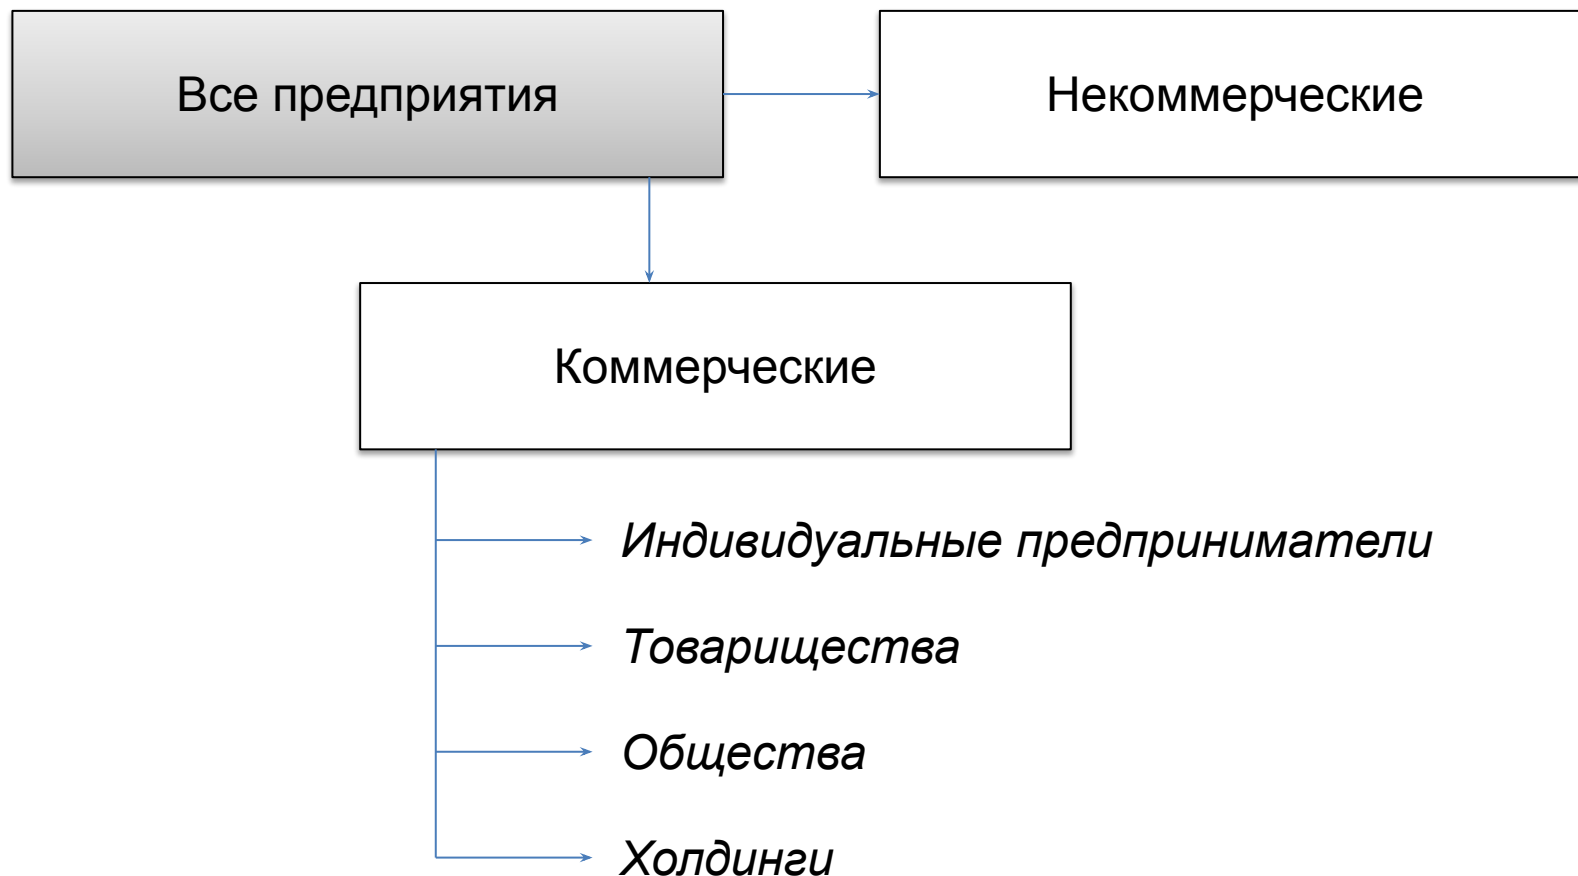 Все предприятия
Некоммерческие
Коммерческие
Индивидуальные предприниматели
Товарищества
Общества
Холдинги